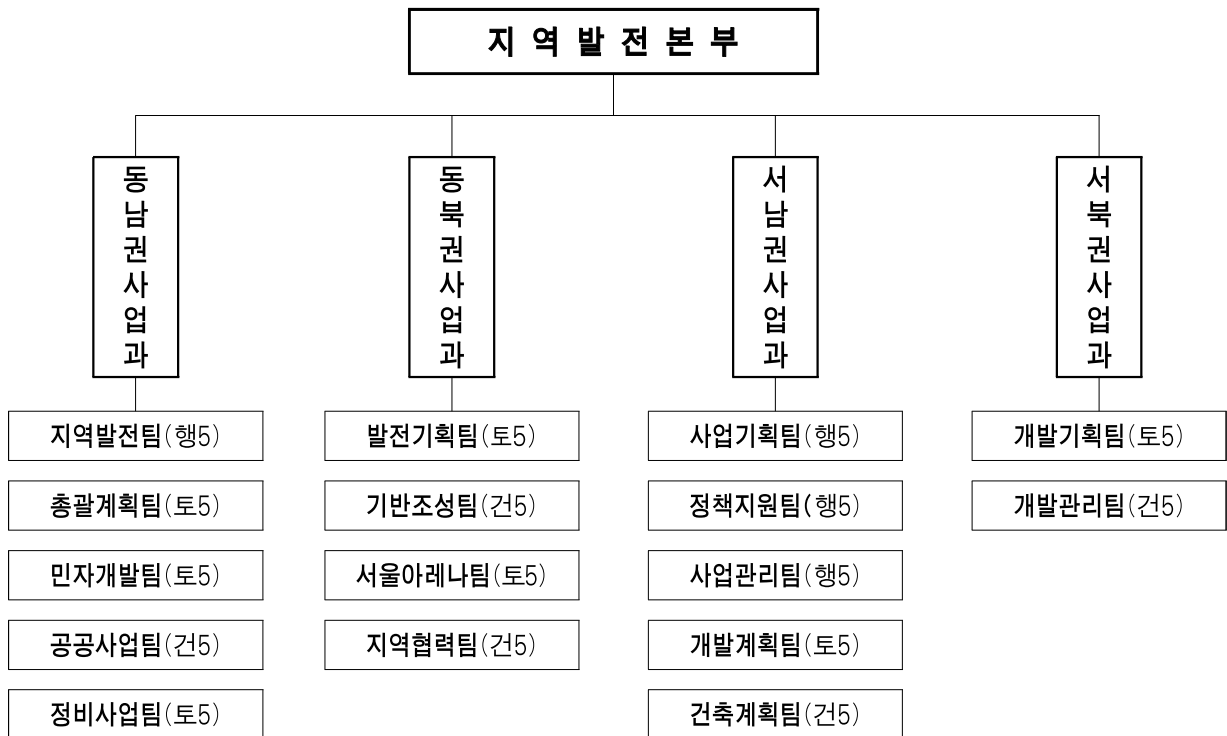 지 역 발 전 본 부
동남권사업과
동북권사업과
서남권사업과
서북권사업과
지역발전팀(행5)
발전기획팀(토5)
사업기획팀(행5)
개발기획팀(토5)
총괄계획팀(토5)
기반조성팀(건5)
정책지원팀(행5)
개발관리팀(건5)
민자개발팀(토5)
서울아레나팀(토5)
사업관리팀(행5)
공공사업팀(건5)
지역협력팀(건5)
개발계획팀(토5)
정비사업팀(토5)
건축계획팀(건5)